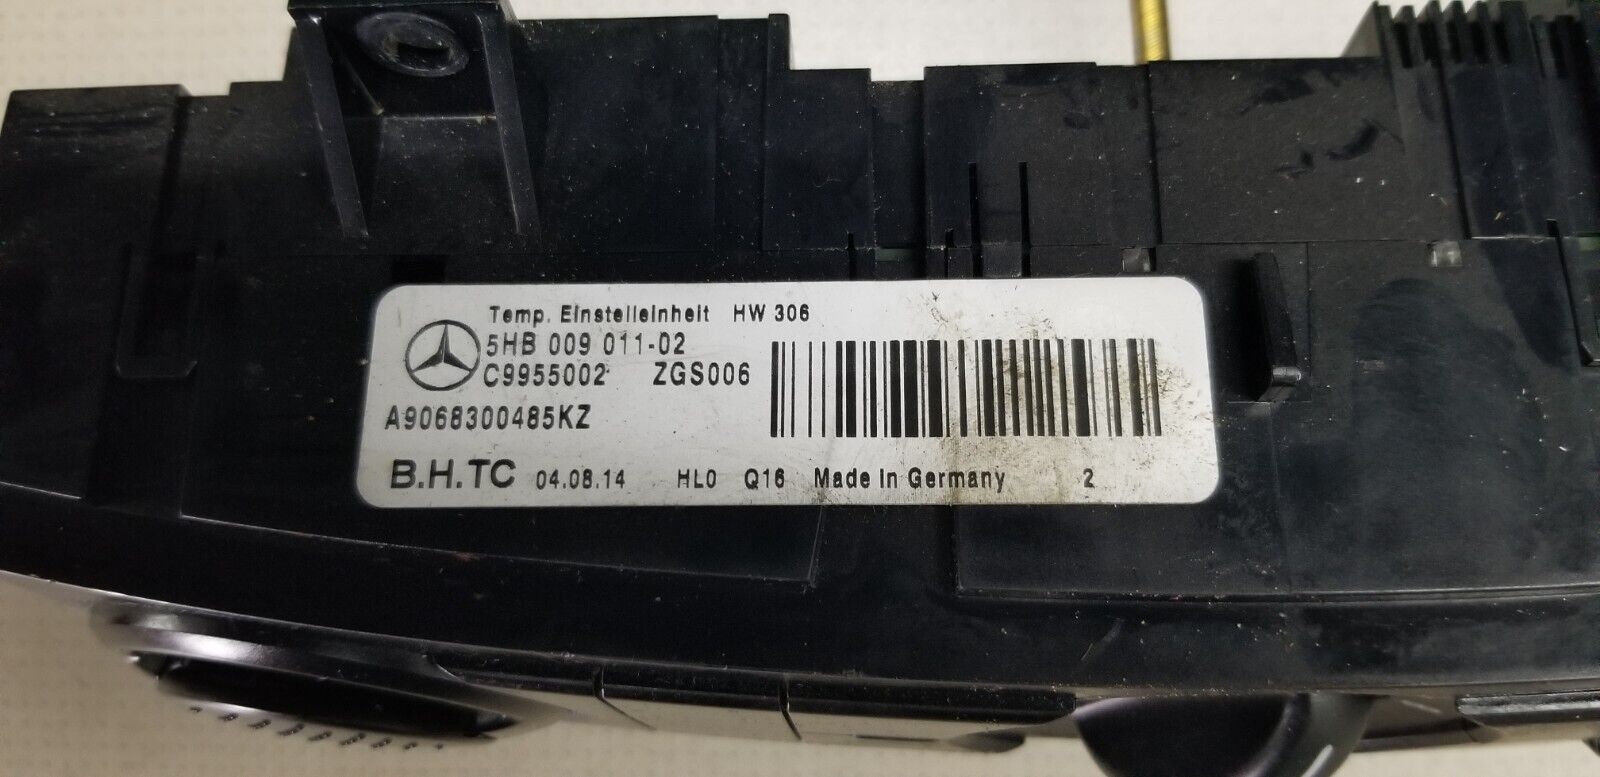 Temp. Einstelleinheit HW 306
5HB 009 011-02
C9955002 ZGS006
A9068300485KZ
B.H.TC 04.08.14 HL0 Q16 Made in Germany 2